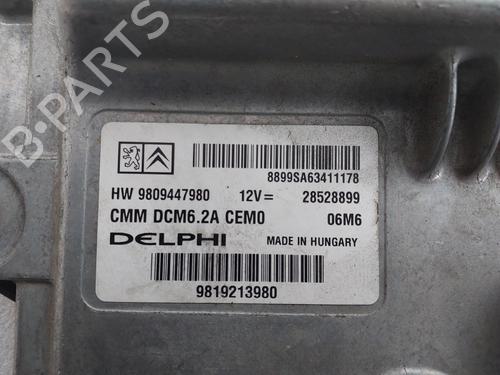 B-PARTS
8899SA63411178
HW 9809447980 12V= 28528899
CMM DCM6.2A CEM0 06M6
DELPHI MADE IN HUNGARY
9819213980